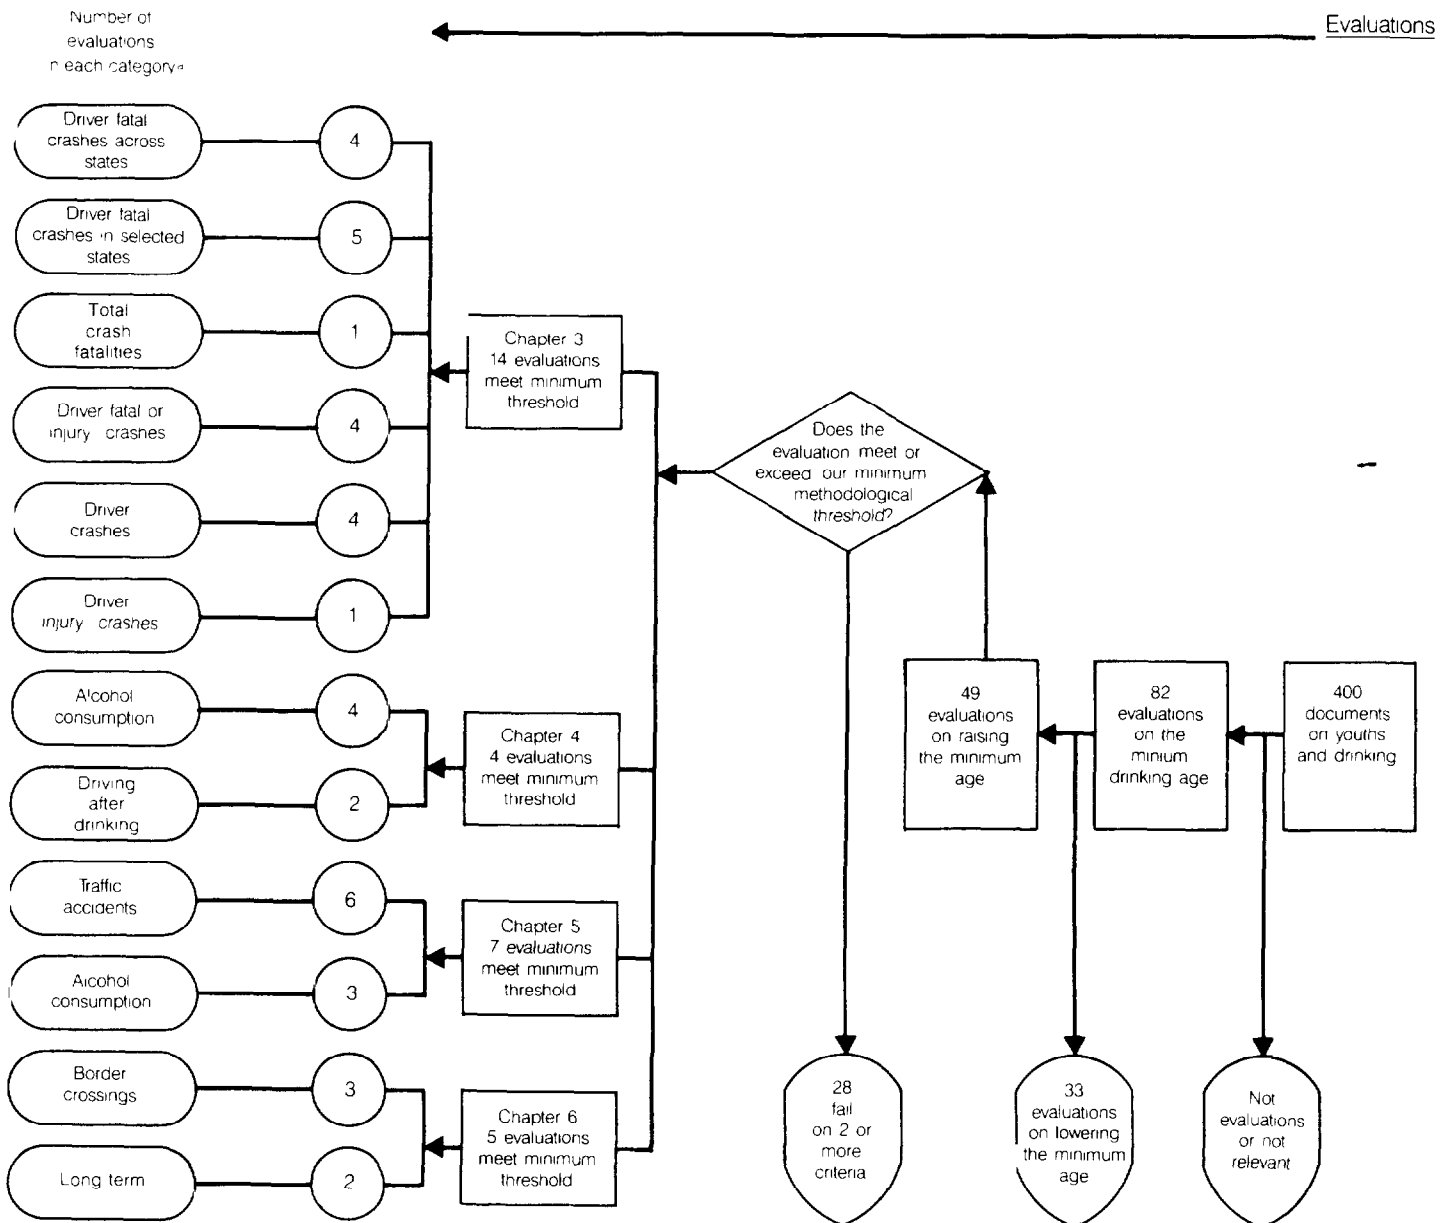 Number of
evaluations
n each category
Evaluations
Driver fatal
crashes across
states
4
Driver fatal
crashes in selected
states
5
Total
crash
fatalities
1
Driver fatal or
injury crashes
4
Driver
crashes
4
Driver
injury crashes
1
Chapter 3
14 evaluations
meet minimum
threshold
Does the
evaluation meet or
exceed our minimum
methodological
threshold?
Alcohol
consumption
4
Driving
after
drinking
2
Chapter 4
4 evaluations
meet minimum
threshold
49
evaluations
on raising
the minimum
age
82
evaluations
on the
minium
drinking age
400
documents
on youths
and drinking
Traffic
accidents
6
Alcohol
consumption
3
Chapter 5
7 evaluations
meet minimum
threshold
Border
crossings
3
Long term
2
Chapter 6
5 evaluations
meet minimum
threshold
28
fail
on 2 or
more
criteria
33
evaluations
on lowering
the minimum
age
Not
evaluations
or not
relevant